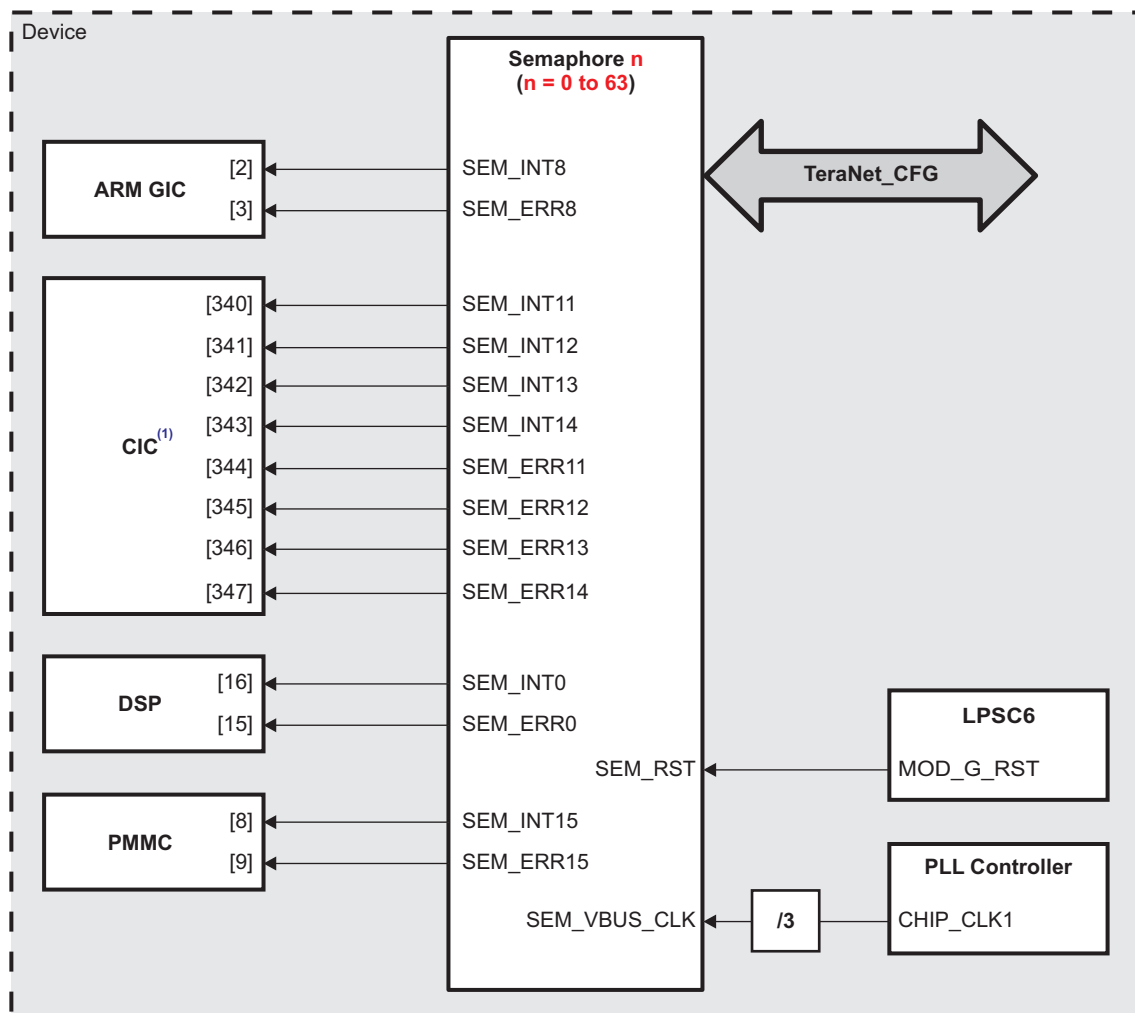 Device
Semaphore n
(n = 0 to 63)
ARM GIC
[2]
[3]
SEM_INT8
SEM_ERR8
TeraNet_CFG
CIC(1)
[340]
[341]
[342]
[343]
[344]
[345]
[346]
[347]
SEM_INT11
SEM_INT12
SEM_INT13
SEM_INT14
SEM_ERR11
SEM_ERR12
SEM_ERR13
SEM_ERR14
DSP
[16]
[15]
SEM_INT0
SEM_ERR0
LPSC6
SEM_RST
MOD_G_RST
PMMC
[8]
[9]
SEM_INT15
SEM_ERR15
PLL Controller
SEM_VBUS_CLK
/3
CHIP_CLK1